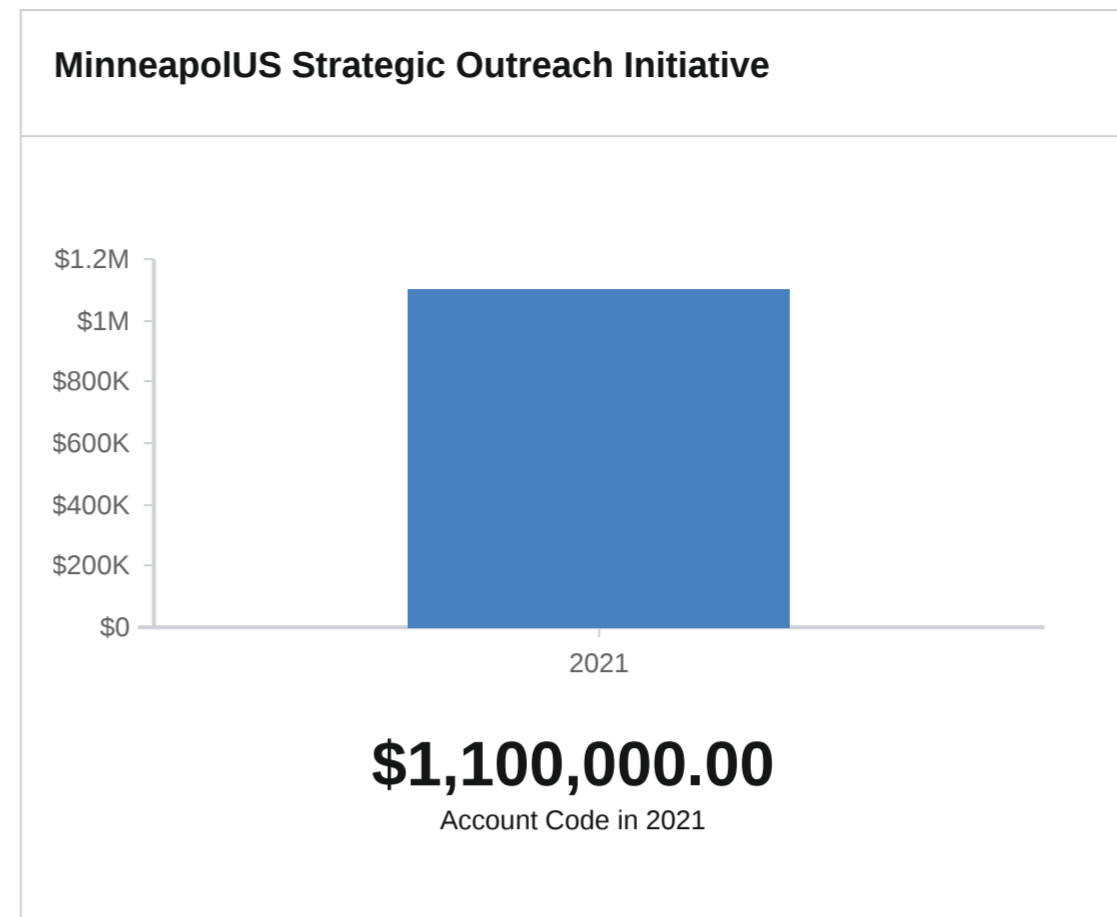 MinneapolUS Strategic Outreach Initiative
$1.2M
$1M
$800K
$600K
$400K
$200K
$0
2021
$1,100,000.00
Account Code in 2021